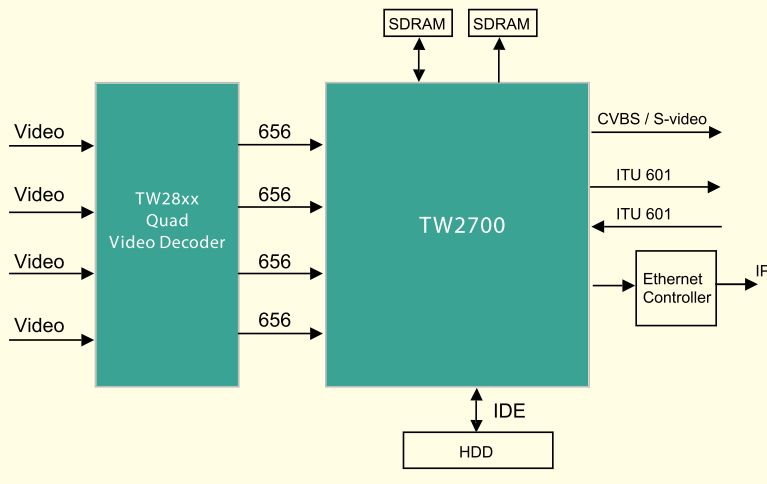 SDRAM
SDRAM
Video
Video
Video
Video
TW28xx
Quad
Video Decoder
656
656
656
656
TW2700
CVBS / S-video
ITU 601
ITU 601
Ethernet
Controller
IDE
HDD